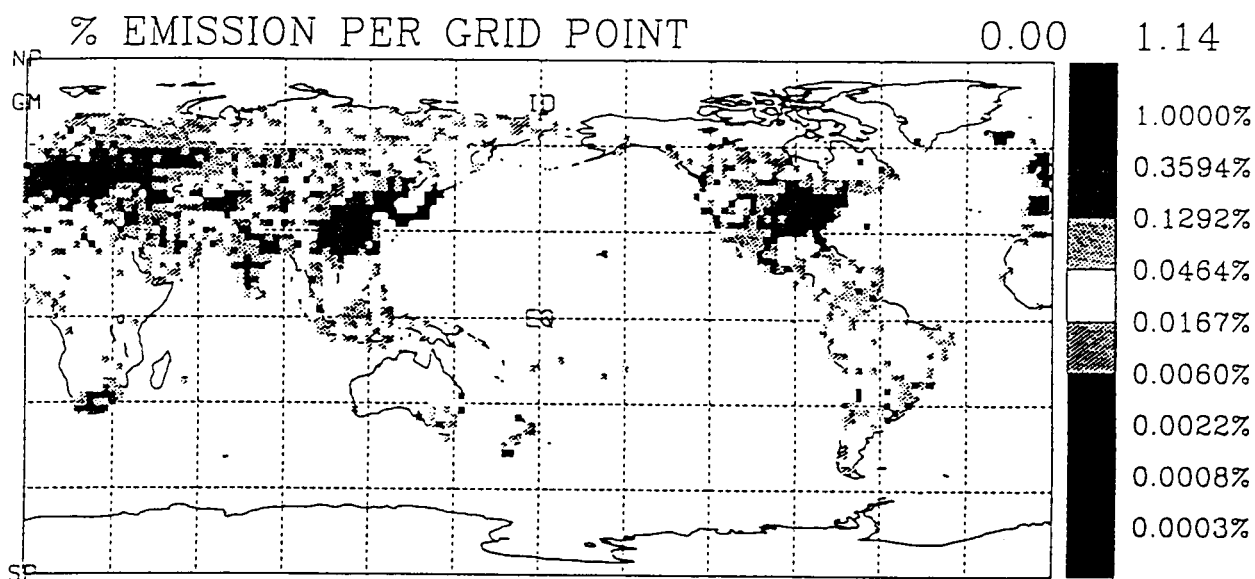 % EMISSION PER GRID POINT 0.00 1.14
NP
GM
ID
SP
1.0000%
0.3594%
0.1292%
0.0464%
0.0167%
0.0060%
0.0022%
0.0008%
0.0003%